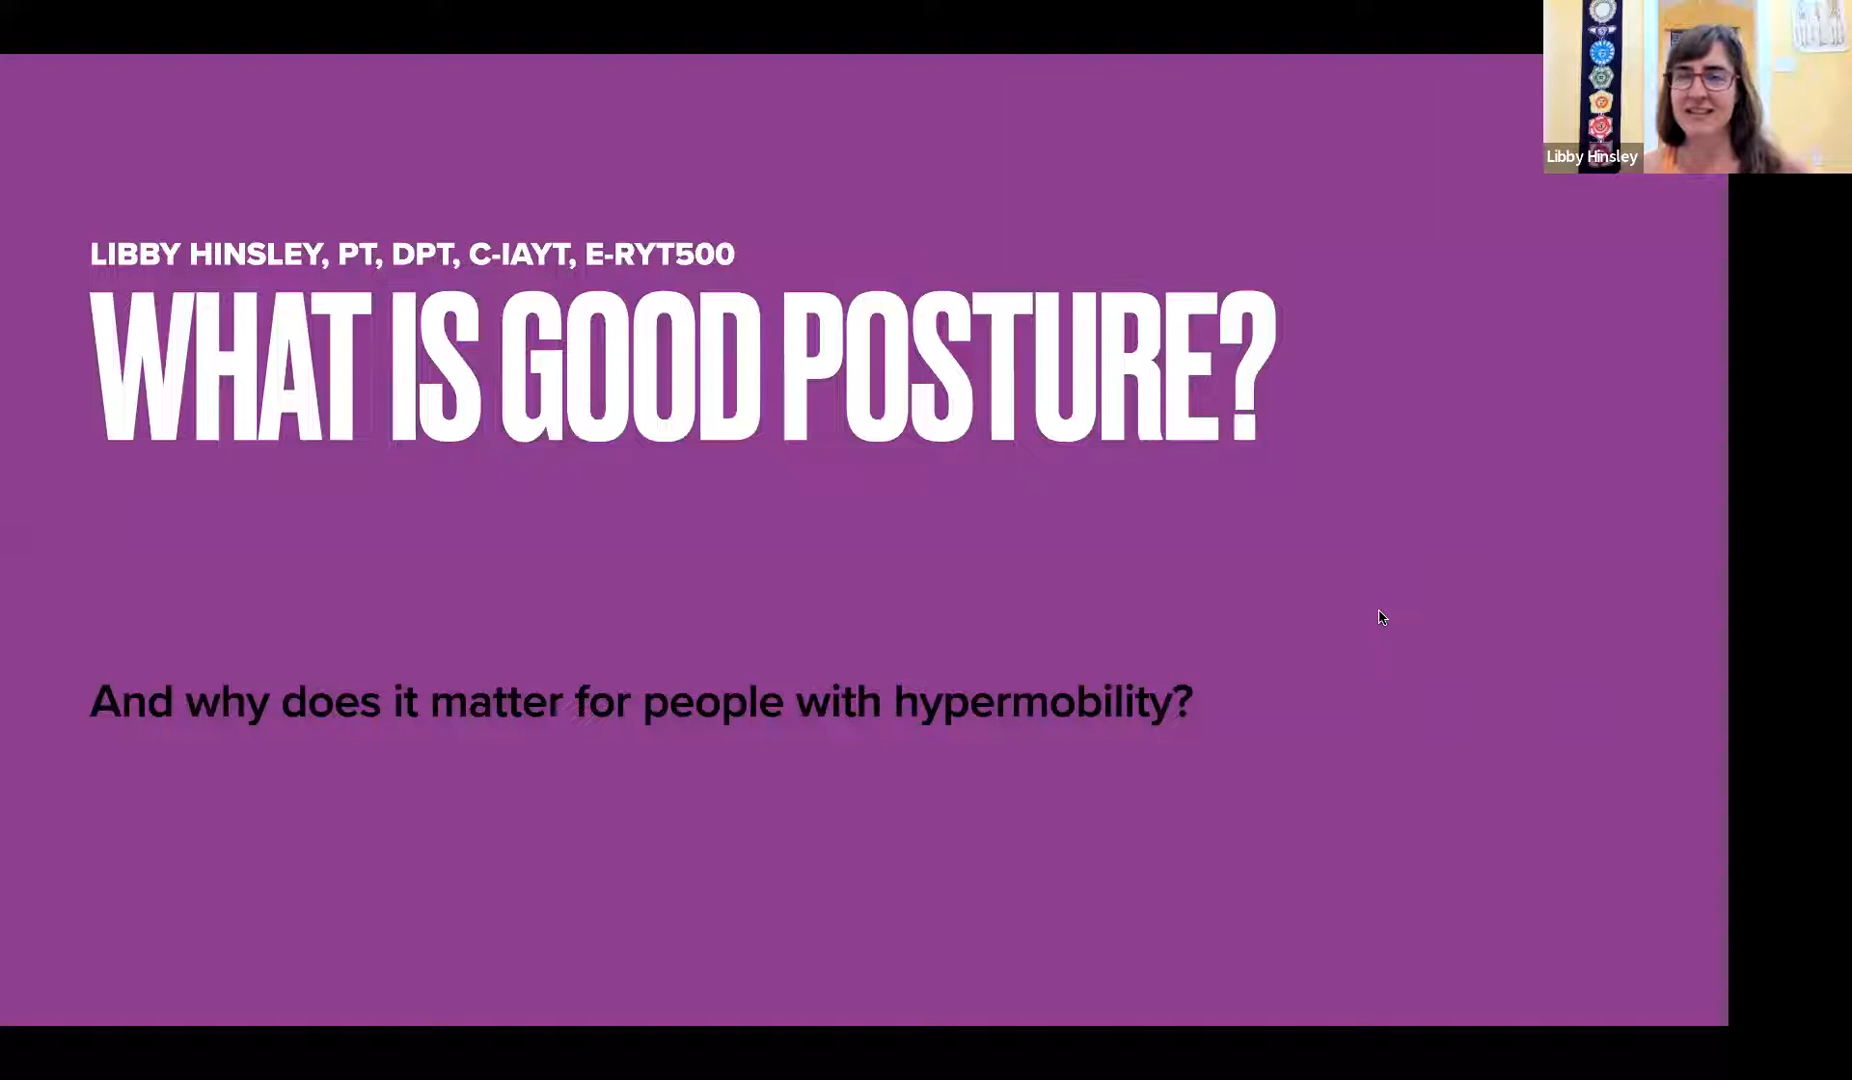 Libby Hinsley
LIBBY HINSLEY, PT, DPT, C-IAYT, E-RYT500
WHAT IS GOOD POSTURE?
And why does it matter for people with hypermobility?